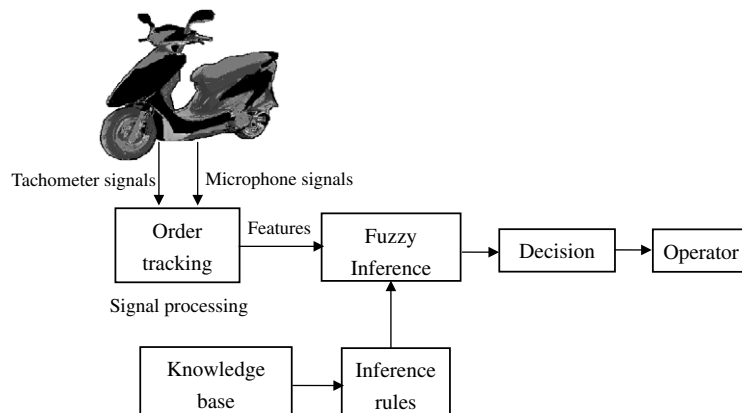 Tachometer signals
Microphone signals
Order
tracking
Features
Fuzzy
Inference
Decision
Operator
Signal processing
Knowledge
base
Inference
rules